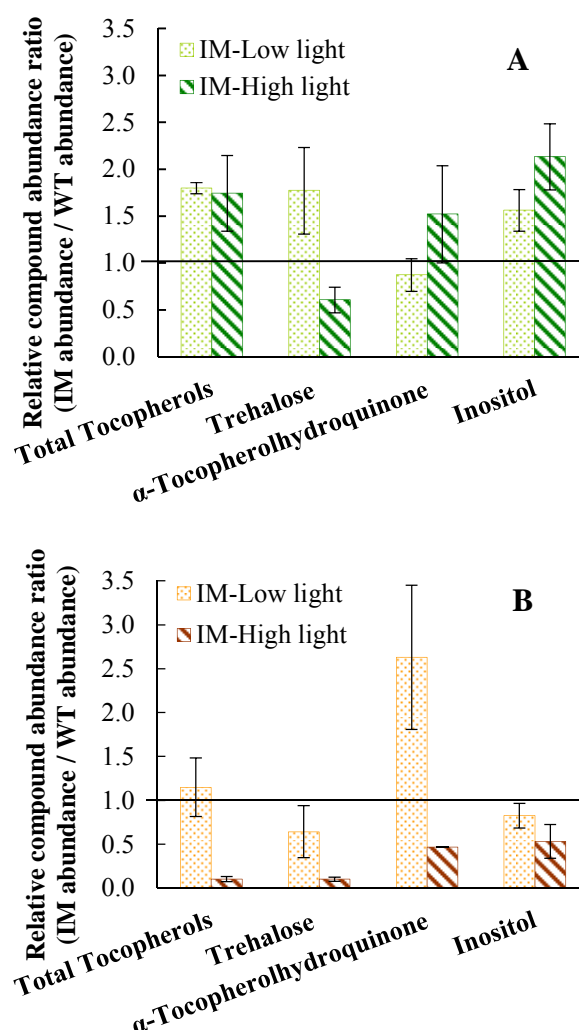 Relative compound abundance ratio
(IM abundance / WT abundance)
3.5
3.0
2.5
2.0
1.5
1.0
0.5
0.0
IM-Low light
IM-High light
A
Total Tocopherols
Trehalose
α-Tocopherolhydroquinone
Inositol
Relative compound abundance ratio
(IM abundance / WT abundance)
3.5
3.0
2.5
2.0
1.5
1.0
0.5
0.0
IM-Low light
IM-High light
B
Total Tocopherols
Trehalose
α-Tocopherolhydroquinone
Inositol